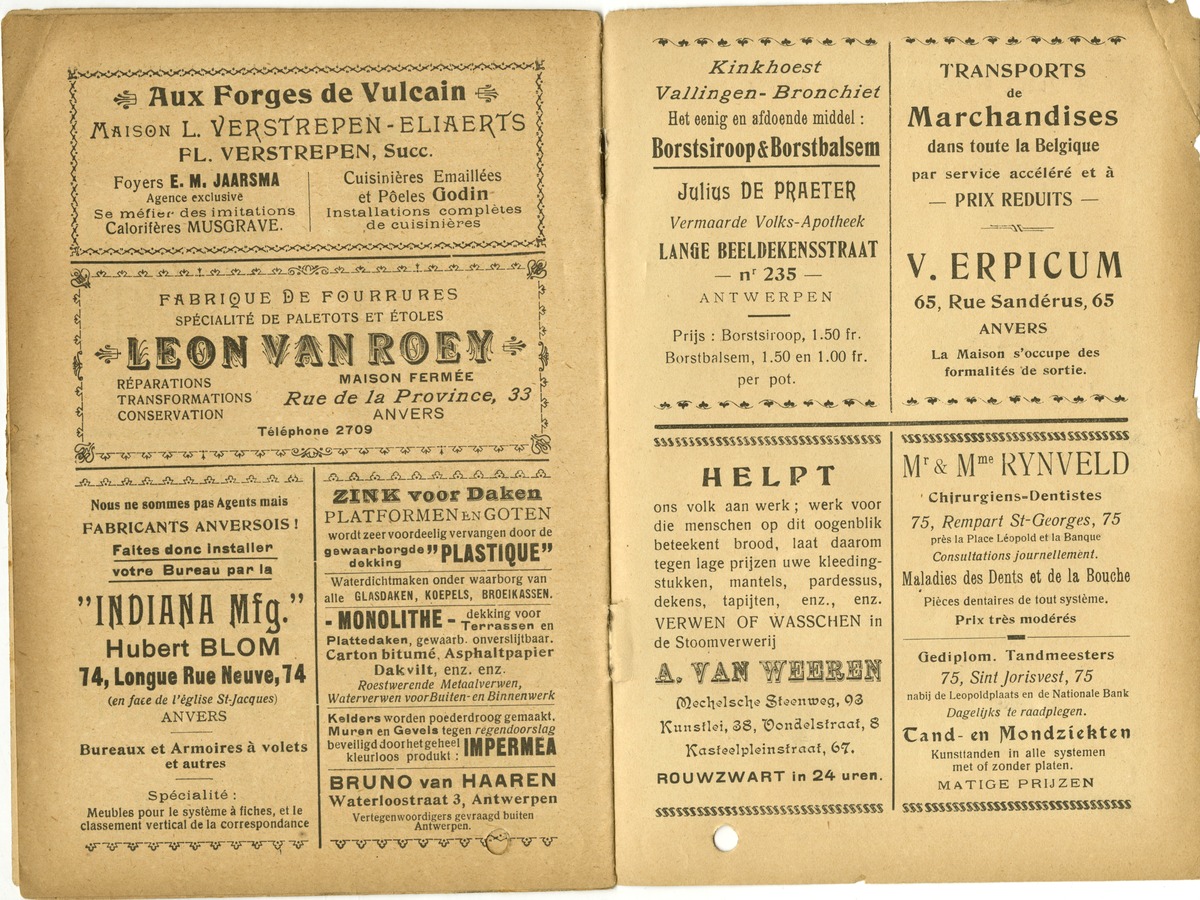 Aux Forges de Vulcain
MAISON L. VERSTREPEN-ELIAERTS
FL. VERSTREPEN, Succ.
Foyers E. M. JAARSMA
Agence exclusive
Se méfier des imitations
Calorifères MUSGRAVE.
Cuisinières Emaillées
et Pôeles Godin
Installations complètes
de cuisinières
FABRIQUE DE FOURRURES
SPÉCIALITÉ DE PALETOTS ET ÉTOLES
LEON VAN ROEY
RÉPARATIONS
TRANSFORMATIONS
CONSERVATION
MAISON FERMÉE
Rue de la Province, 33
ANVERS
Téléphone 2709
Nous ne sommes pas Agents mais
FABRICANTS ANVERSOIS !
Faites donc installer
votre Bureau par la
"INDIANA Mfg."
Hubert BLOM
74, Longue Rue Neuve, 74
(en face de l'église St-Jacques)
ANVERS
Bureaux et Armoires à volets
et autres
Spécialité :
Meubles pour le système à fiches, et le
classement vertical de la correspondance
ZINK voor Daken
PLATFORMEN EN GOTEN
wordt zeer voordeelig vervangen door de
gewaarborgde dekking "PLASTIQUE"
Waterdichtmaken onder waarborg van
alle GLASDAKEN, KOEPELS, BROEIKASSEN.
- MONOLITHE - dekking voor Terrassen en
Plattedaken, gewaarb. onverslijtbaar.
Carton bitumé, Asphaltpapier
Dakvilt, enz. enz.
Roestwerende Metaalverwen,
Waterverwen voor Buiten- en Binnenwerk
Kelders worden poederdroog gemaakt,
Muren en Gevels tegen regendoorslag
beveiligd door het geheel
kleurloos produkt : IMPERMEA
BRUNO van HAAREN
Waterloostraat 3, Antwerpen
Vertegenwoordigers gevraagd buiten
Antwerpen.
Kinkhoest
Vallingen - Bronchiet
Het eenig en afdoende middel :
Borstsiroop & Borstbalsem
Julius DE PRAETER
Vermaarde Volks-Apotheek
LANGE BEELDEKENSSTRAAT
— nr 235 —
ANTWERPEN
Prijs : Borstsiroop, 1.50 fr.
Borstbalsem, 1.50 en 1.00 fr.
per pot.
TRANSPORTS
de
Marchandises
dans toute la Belgique
par service accéléré et à
— PRIX REDUITS —
V. ERPICUM
65, Rue Sandérus, 65
ANVERS
La Maison s'occupe des
formalités de sortie.
HELPT
ons volk aan werk ; werk voor
die menschen op dit oogenblik
beteekent brood, laat daarom
tegen lage prijzen uwe kleeding-
stukken, mantels, pardessus,
dekens, tapijten, enz., enz.
VERWEN OF WASSCHEN in
de Stoomverwerij
A. VAN WEEREN
Mechelsche Steenweg, 93
Kunstlei, 38, Vondelstraat, 8
Kasteelpleinstraat, 67.
ROUWZWART in 24 uren.
Mr & Mme RYNVELD
Chirurgiens-Dentistes
75, Rempart St-Georges, 75
près la Place Léopold et la Banque
Consultations journellement.
Maladies des Dents et de la Bouche
Pièces dentaires de tout système.
Prix très modérés
Gediplom. Tandmeesters
75, Sint Jorisvest, 75
nabij de Leopoldplaats en de Nationale Bank
Dagelijks te raadplegen.
Tand- en Mondziekten
Kunsttanden in alle systemen
met of zonder platen.
MATIGE PRIJZEN